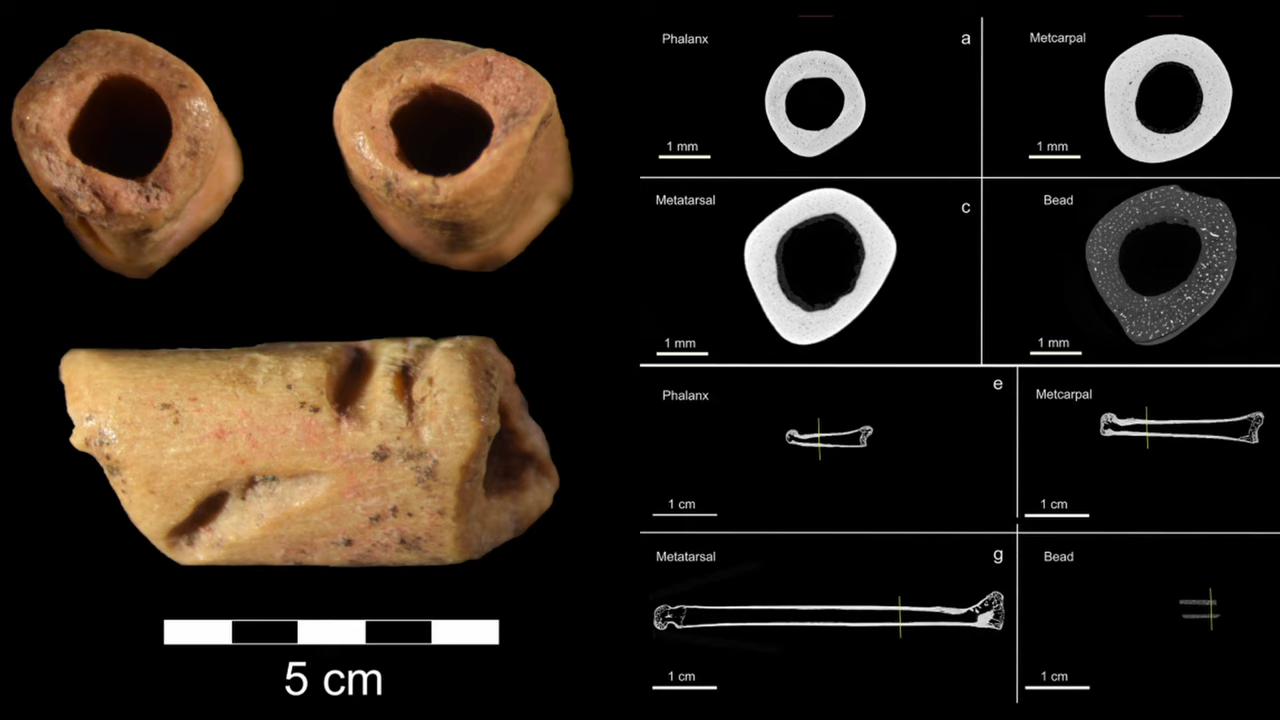 5 cm
Phalanx
a
1 mm
Metcarpal
1 mm
Metatarsal
c
1 mm
Bead
1 mm
Phalanx
e
1 cm
Metcarpal
1 cm
Metatarsal
g
1 cm
Bead
1 cm